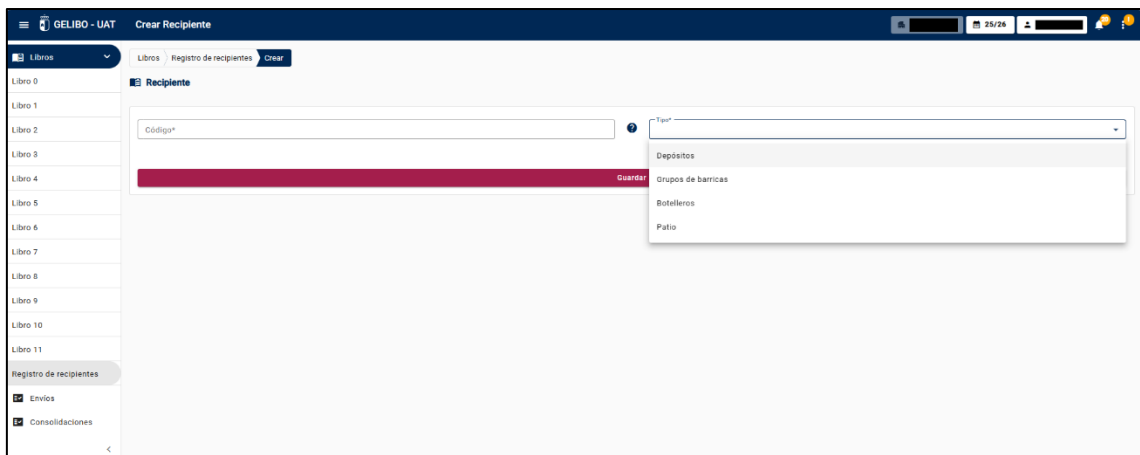 GELIBO - UAT Crear Recipiente 25/26
Libros
Libros Registro de recipientes Crear
Libro 0
Recipiente
Libro 1
Libro 2
Código*
Tipo*
Libro 3
Depósitos
Libro 4
Guardar
Grupos de barricas
Libro 5
Botelleros
Libro 6
Patio
Libro 7
Libro 8
Libro 9
Libro 10
Libro 11
Registro de recipientes
Envíos
Consolidaciones